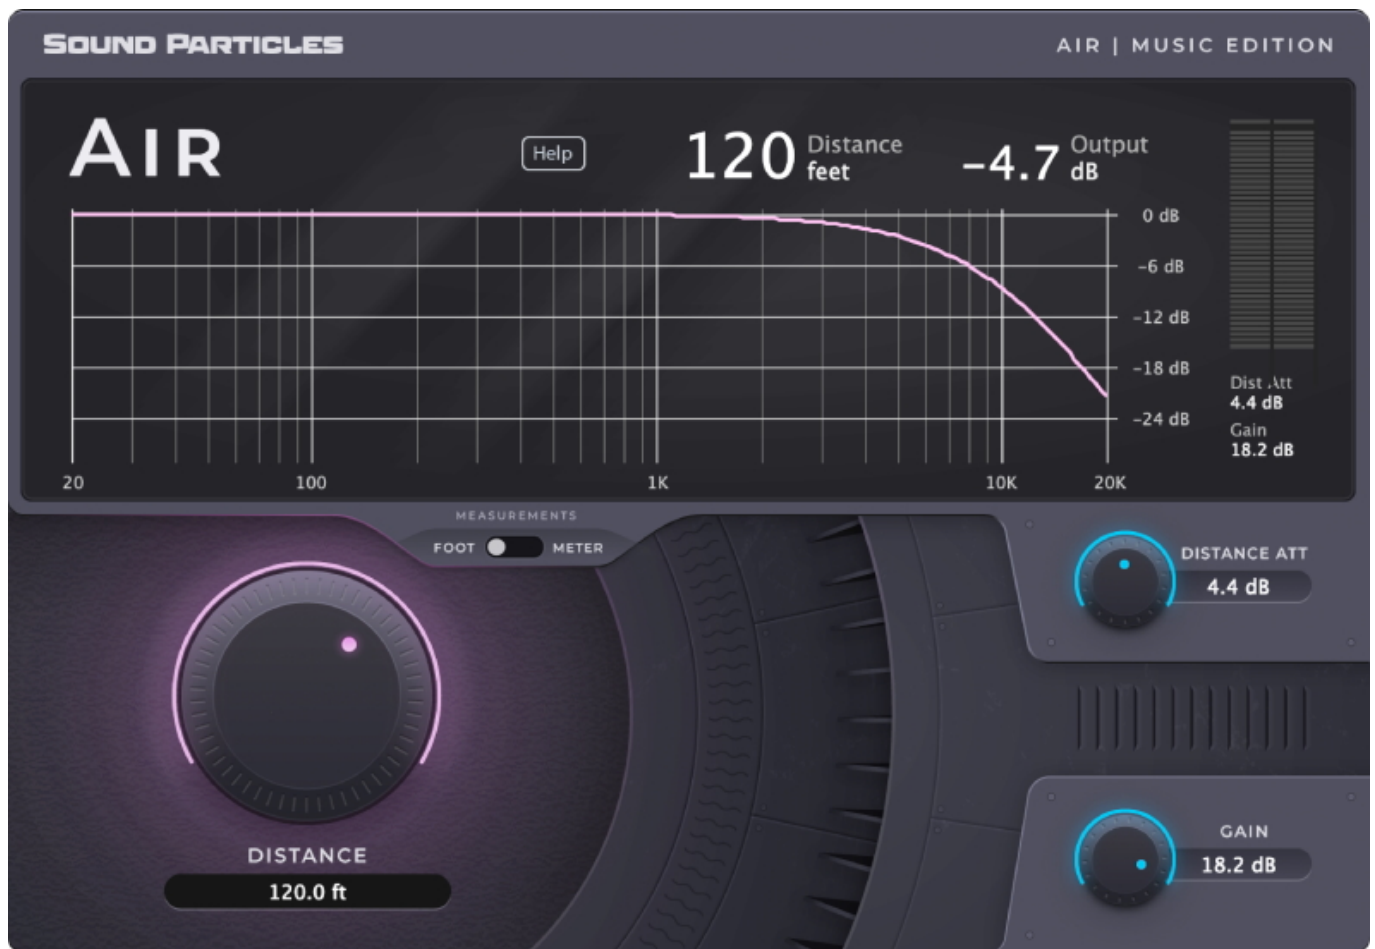 SOUND PARTICLES
AIR | MUSIC EDITION
AIR
Help
120 Distance feet
-4.7 Output dB
0 dB
-6 dB
-12 dB
-18 dB
-24 dB
Dist Att
4.4 dB
Gain
18.2 dB
20 100 1K 10K 20K
MEASUREMENTS
FOOT METER
DISTANCE ATT
4.4 dB
DISTANCE
120.0 ft
GAIN
18.2 dB